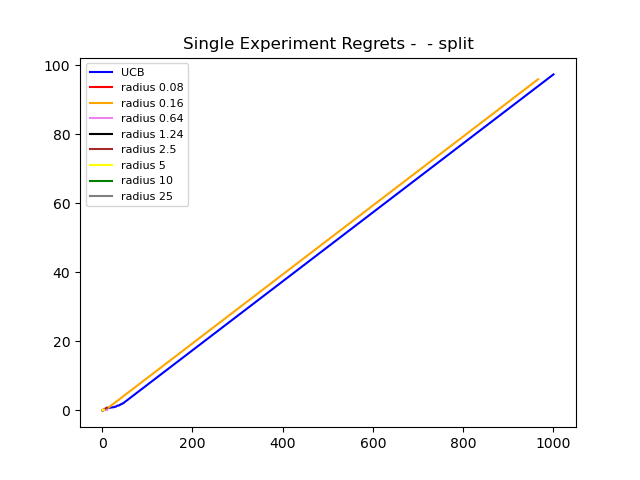 Single Experiment Regrets -  - split
100
80
60
40
20
0
UCB
radius 0.08
radius 0.16
radius 0.64
radius 1.24
radius 2.5
radius 5
radius 10
radius 25
0 200 400 600 800 1000